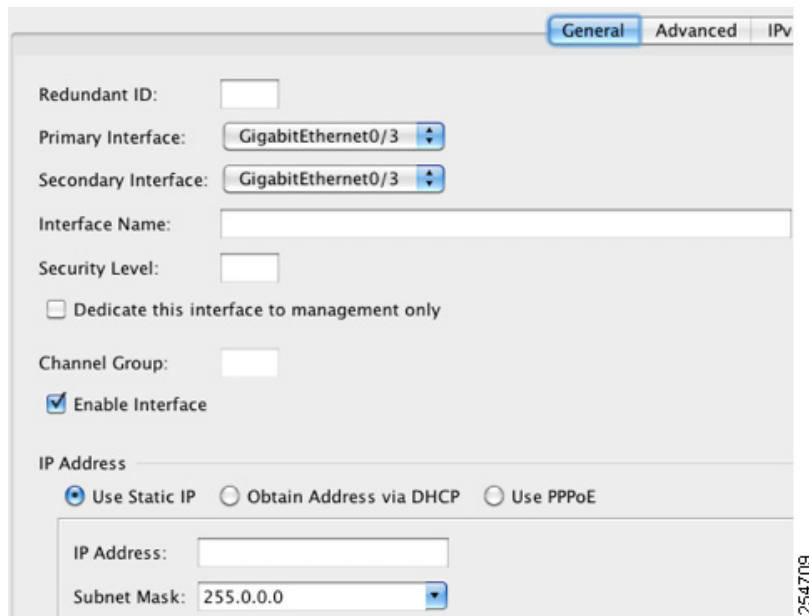 General Advanced IPv
Redundant ID:
Primary Interface: GigabitEthernet0/3
Secondary Interface: GigabitEthernet0/3
Interface Name:
Security Level:
Dedicate this interface to management only
Channel Group:
Enable Interface
IP Address
Use Static IP Obtain Address via DHCP Use PPPoE
IP Address:
Subnet Mask: 255.0.0.0
254709